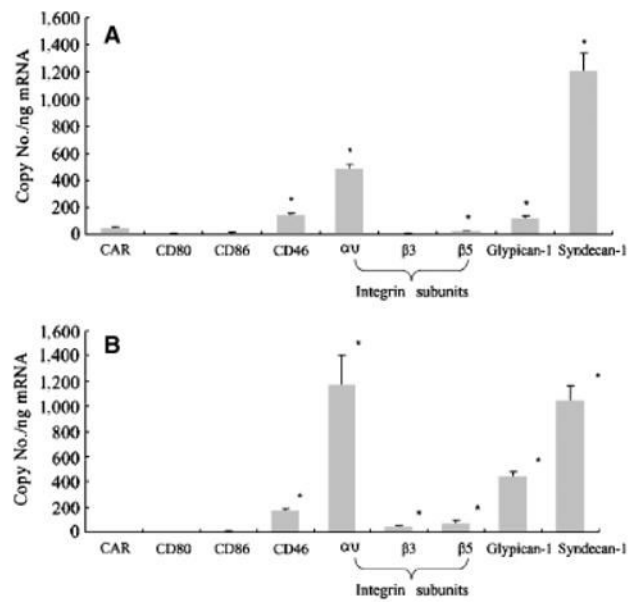 A
1,600
1.400
1.200
1.000
800
600
400
200
0
Copy No./ng mRNA
* * * * * *
CAR CD80 CD86 CD46 αυ β3 β5 Glypican-1 Syndecan-1
Integrin subunits
B
1,600
1.400
1.200
1.000
800
600
400
200
0
Copy No./ng mRNA
* * * * * *
CAR CD80 CD86 CD46 αυ β3 β5 Glypican-1 Syndecan-1
Integrin subunits